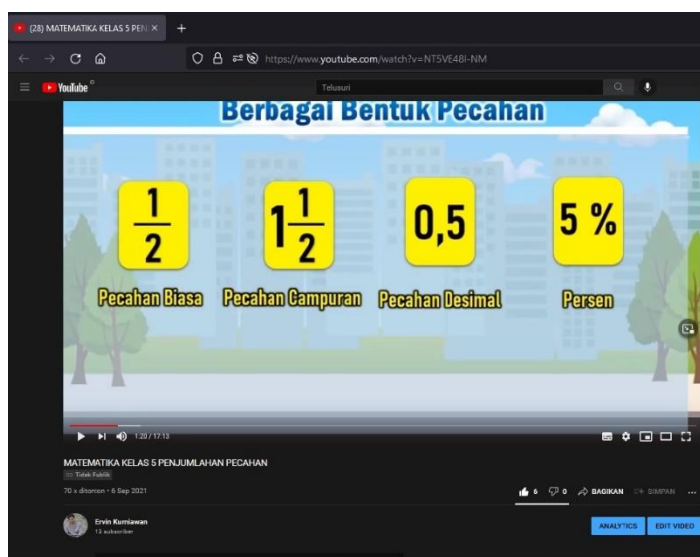 (28) MATEMATIKA KELAS 5 PEN
https://www.youtube.com/watch?v=NT5VE48I-NM
YouTube
Telusuri
Berbagai Bentuk Pecahan
1/2
1 1/2
0,5
5 %
Pecahan Biasa
Pecahan Campuran
Pecahan Desimal
Persen
1:20 / 17:13
MATEMATIKA KELAS 5 PENJUMLAHAN PECAHAN
Tidak Publik
70 x ditonton • 6 Sep 2021
6
0
BAGIKAN
SIMPAN
Ervin Kurniawan
13 subscriber
ANALYTICS
EDIT VIDEO